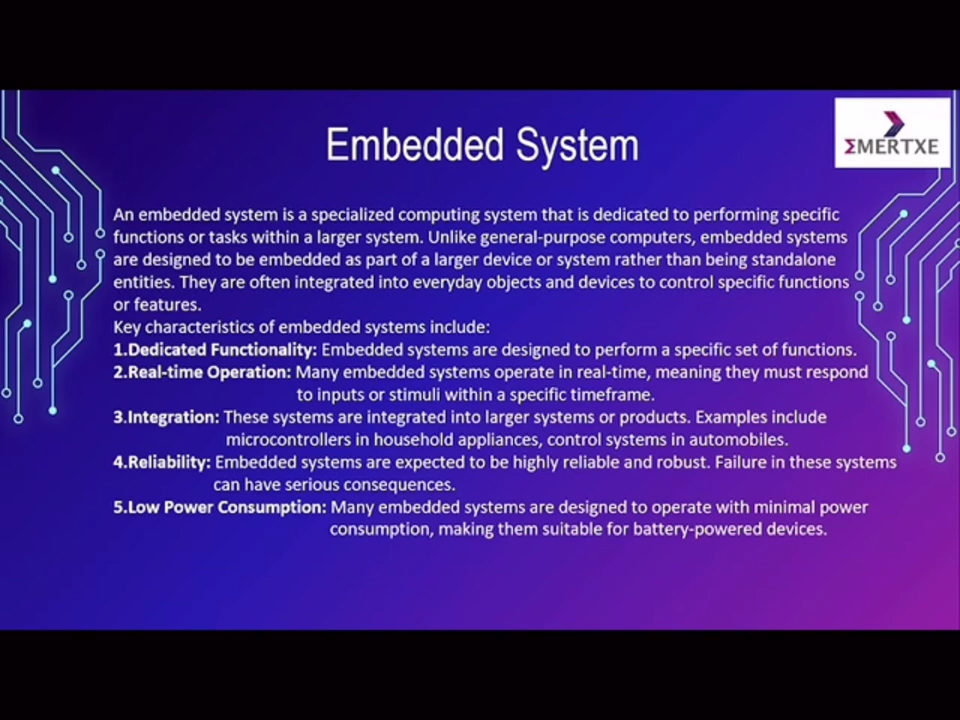 Embedded System
ΣMERTXE
An embedded system is a specialized computing system that is dedicated to performing specific
functions or tasks within a larger system. Unlike general-purpose computers, embedded systems
are designed to be embedded as part of a larger device or system rather than being standalone
entities. They are often integrated into everyday objects and devices to control specific functions
or features.
Key characteristics of embedded systems include:
1.Dedicated Functionality: Embedded systems are designed to perform a specific set of functions.
2.Real-time Operation: Many embedded systems operate in real-time, meaning they must respond
to inputs or stimuli within a specific timeframe.
3.Integration: These systems are integrated into larger systems or products. Examples include
microcontrollers in household appliances, control systems in automobiles.
4.Reliability: Embedded systems are expected to be highly reliable and robust. Failure in these systems
can have serious consequences.
5.Low Power Consumption: Many embedded systems are designed to operate with minimal power
consumption, making them suitable for battery-powered devices.